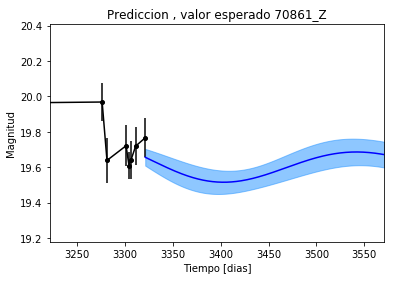 Prediccion , valor esperado 70861_Z
20.4
20.2
20.0
19.8
19.6
19.4
19.2
Magnitud
3250 3300 3350 3400 3450 3500 3550
Tiempo [dias]